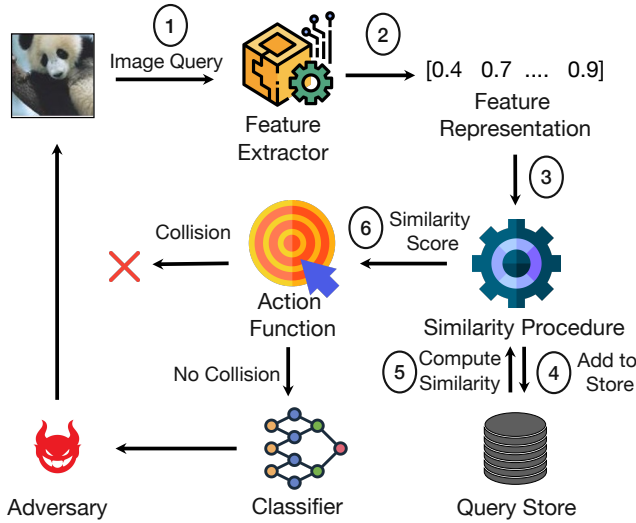 1
Image Query
2
[0.4 0.7 .... 0.9]
Feature
Extractor
Feature
Representation
3
Collision
6
Similarity
Score
Action
Function
Similarity Procedure
No Collision
5
Compute
Similarity
4
Add to
Store
Adversary
Classifier
Query Store